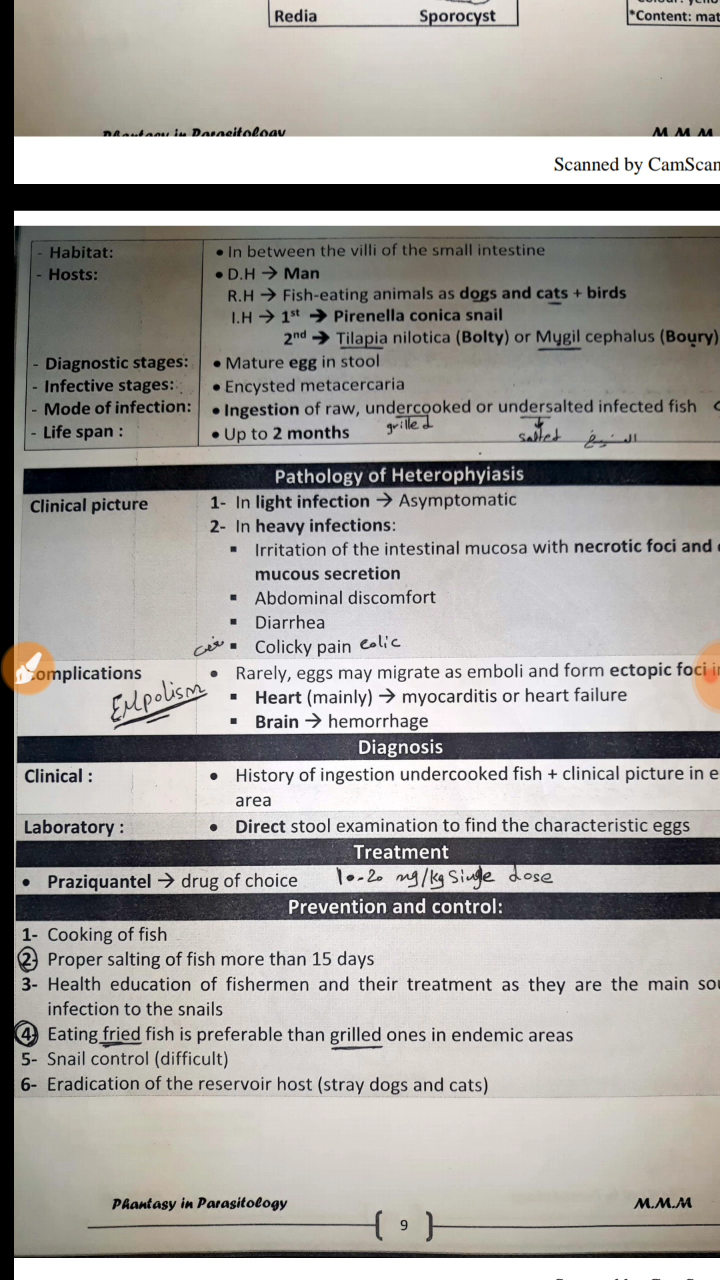 Redia Sporocyst
*Content: mat
Phantasy in Parasitology M M M
Scanned by CamScan
- Habitat: • In between the villi of the small intestine
- Hosts: • D.H → Man
R.H → Fish-eating animals as dogs and cats + birds
I.H → 1st → Pirenella conica snail
2nd → Tilapia nilotica (Bolty) or Mygil cephalus (Boury)
- Diagnostic stages: • Mature egg in stool
- Infective stages: • Encysted metacercaria
- Mode of infection: • Ingestion of raw, undercooked or undersalted infected fish
grilled salted
- Life span : • Up to 2 months
Pathology of Heterophyiasis
Clinical picture 1- In light infection → Asymptomatic
2- In heavy infections:
▪ Irritation of the intestinal mucosa with necrotic foci and
mucous secretion
▪ Abdominal discomfort
▪ Diarrhea
▪ Colicky pain colic
omplications • Rarely, eggs may migrate as emboli and form ectopic foci in
Empolism ▪ Heart (mainly) → myocarditis or heart failure
▪ Brain → hemorrhage
Diagnosis
Clinical : • History of ingestion undercooked fish + clinical picture in e
area
Laboratory : • Direct stool examination to find the characteristic eggs
Treatment
• Praziquantel → drug of choice 10-20 mg/kg Single dose
Prevention and control:
1- Cooking of fish
2- Proper salting of fish more than 15 days
3- Health education of fishermen and their treatment as they are the main sou
infection to the snails
4- Eating fried fish is preferable than grilled ones in endemic areas
5- Snail control (difficult)
6- Eradication of the reservoir host (stray dogs and cats)
Phantasy in Parasitology M.M.M
9